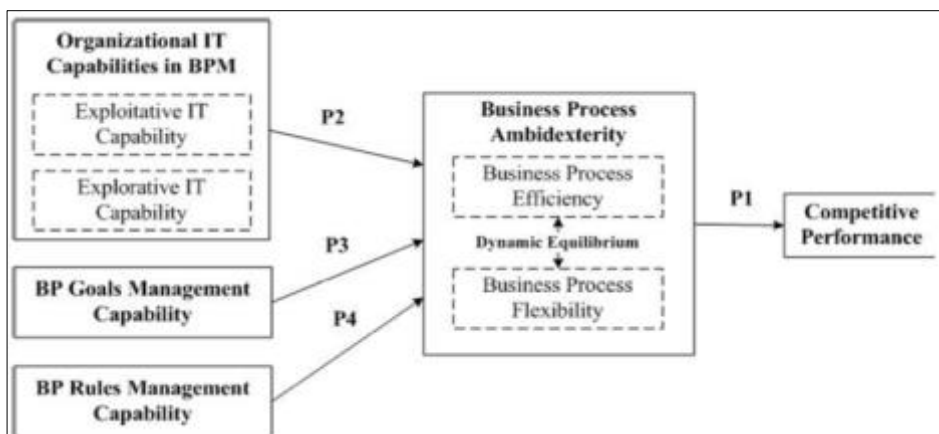 Organizational IT
Capabilities in BPM
Exploitative IT
Capability
Explorative IT
Capability
BP Goals Management
Capability
BP Rules Management
Capability
P2
P3
P4
Business Process
Ambidexterity
Business Process
Efficiency
Dynamic Equilibrium
Business Process
Flexibility
P1
Competitive
Performance